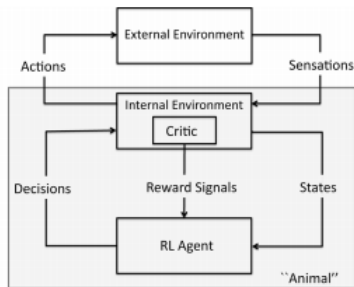 External Environment
Actions
Sensations
Internal Environment
Critic
Decisions
Reward Signals
States
RL Agent
``Animal''